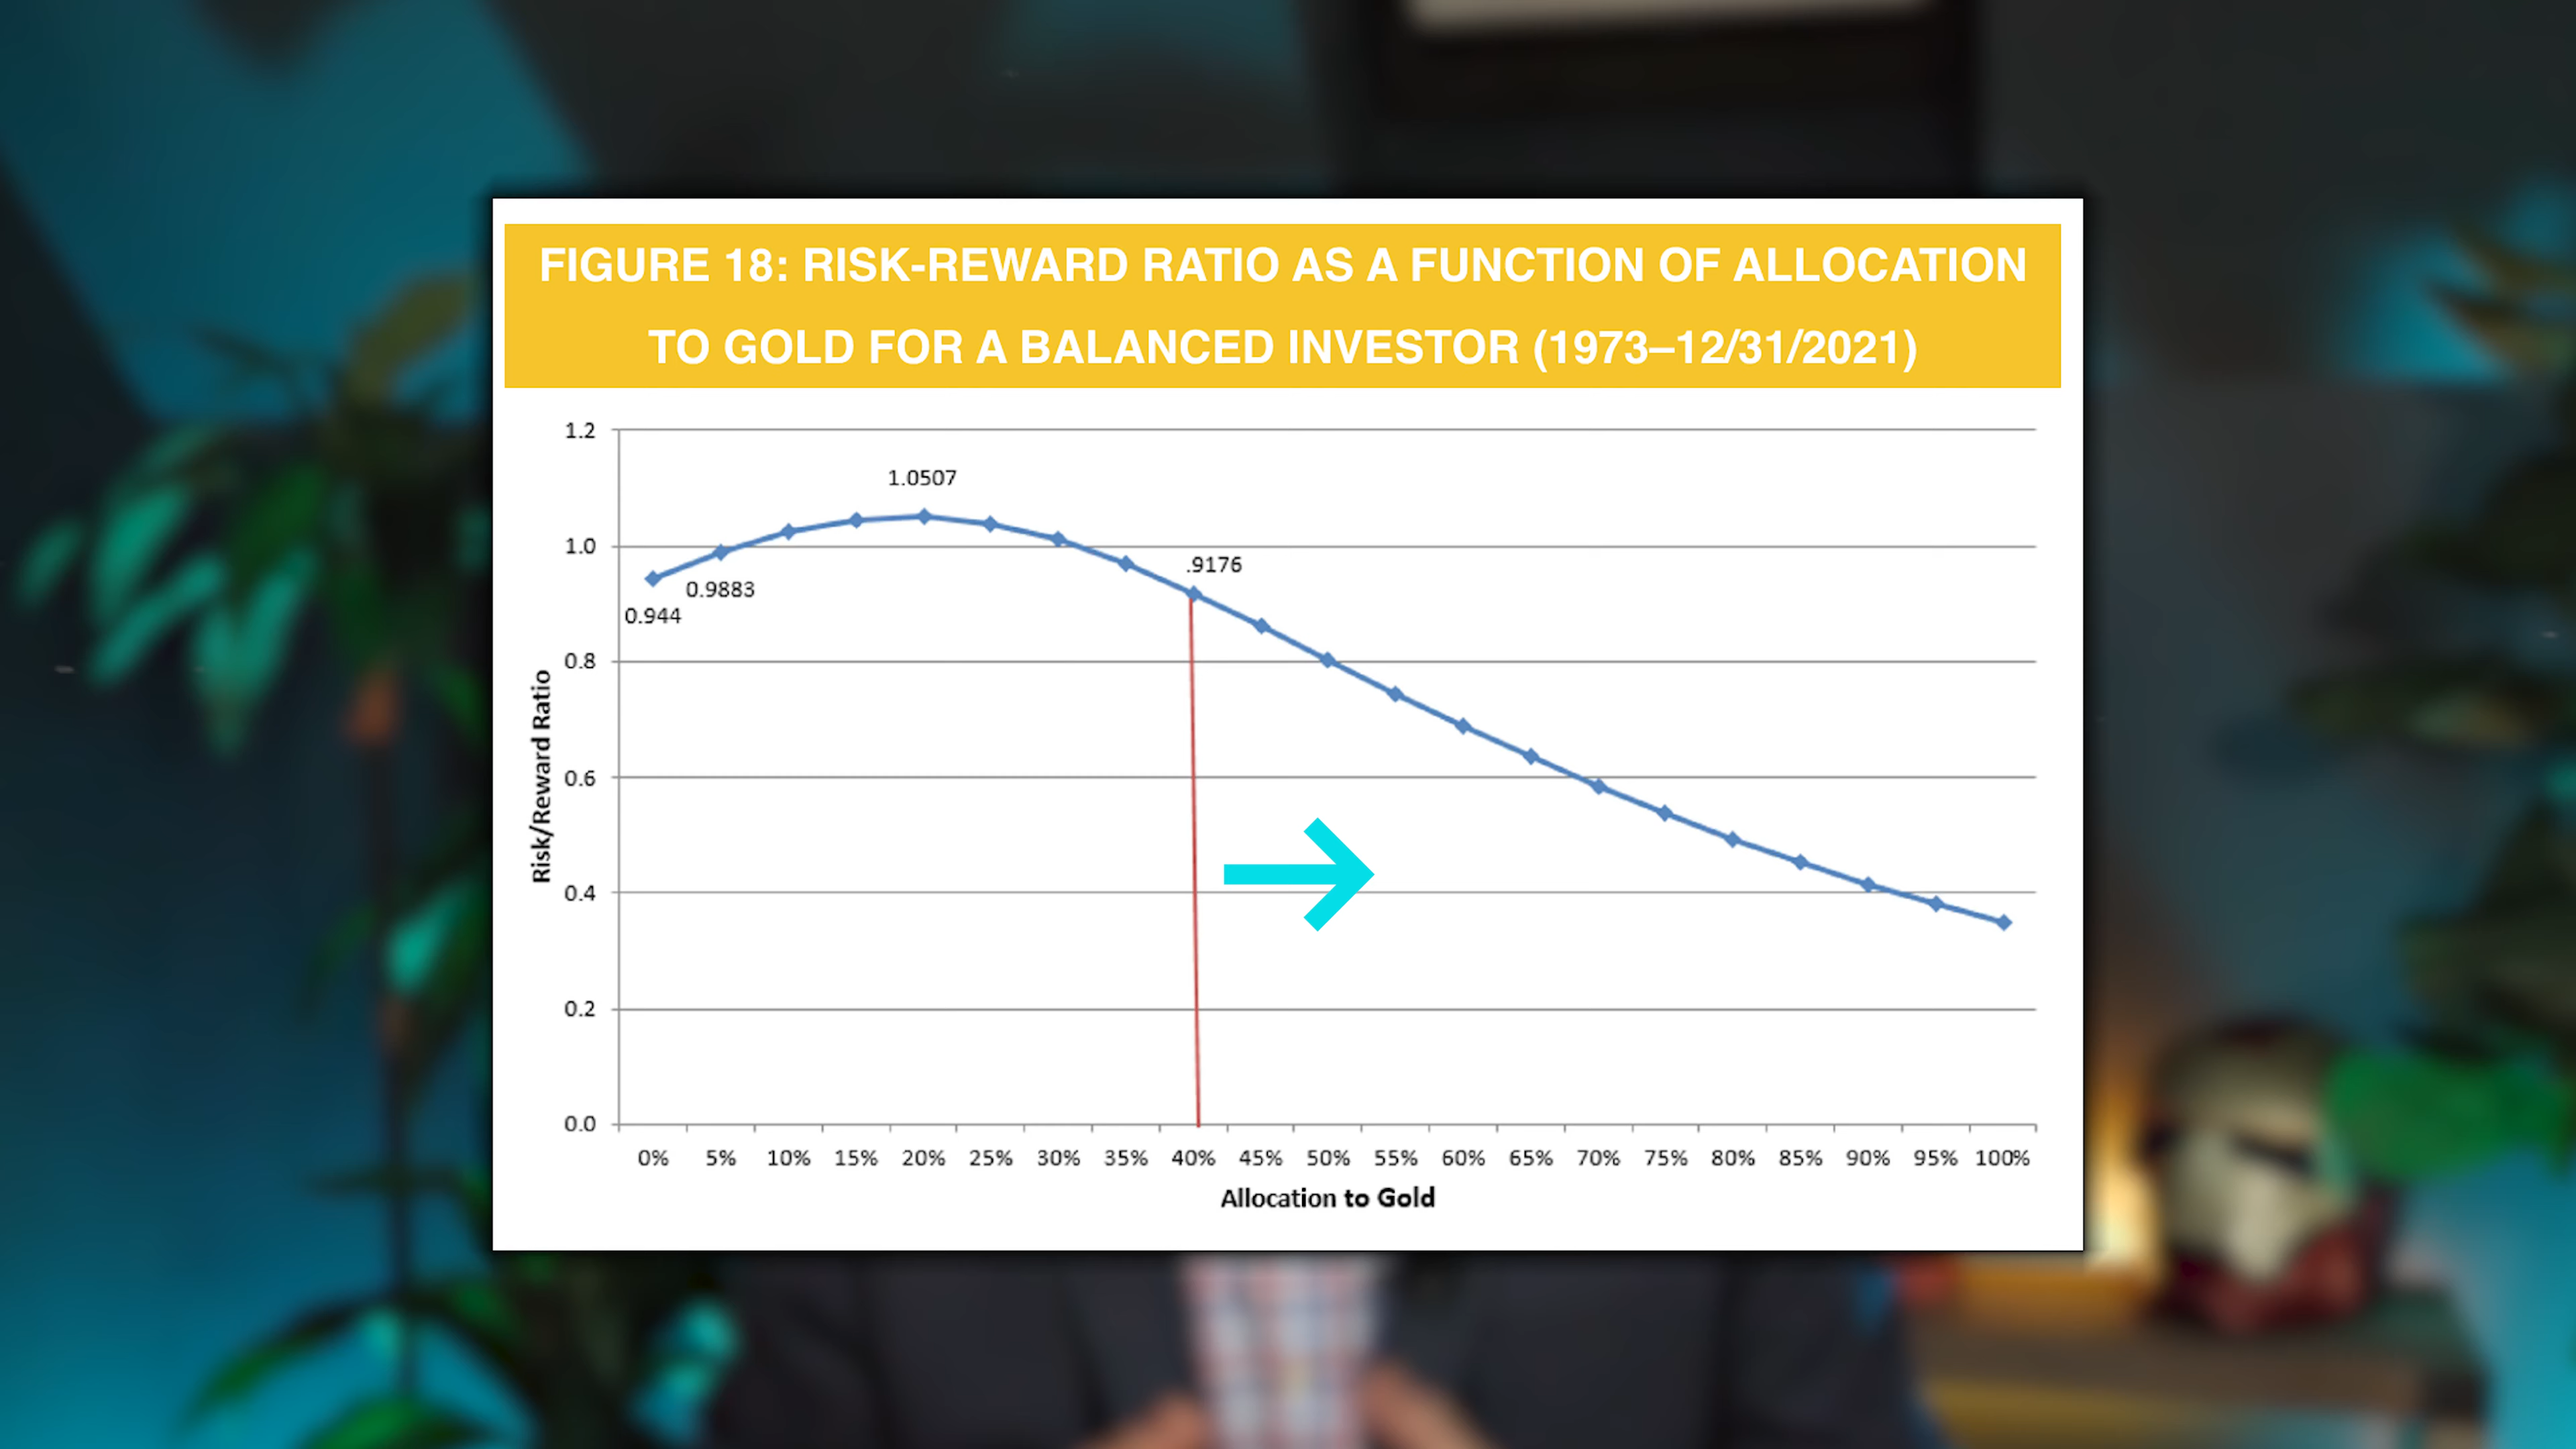 FIGURE 18: RISK-REWARD RATIO AS A FUNCTION OF ALLOCATION
TO GOLD FOR A BALANCED INVESTOR (1973–12/31/2021)
1.2
1.0
0.8
0.6
0.4
0.2
0.0
Risk/Reward Ratio
1.0507
.9176
0.9883
0.944
0% 5% 10% 15% 20% 25% 30% 35% 40% 45% 50% 55% 60% 65% 70% 75% 80% 85% 90% 95% 100%
Allocation to Gold